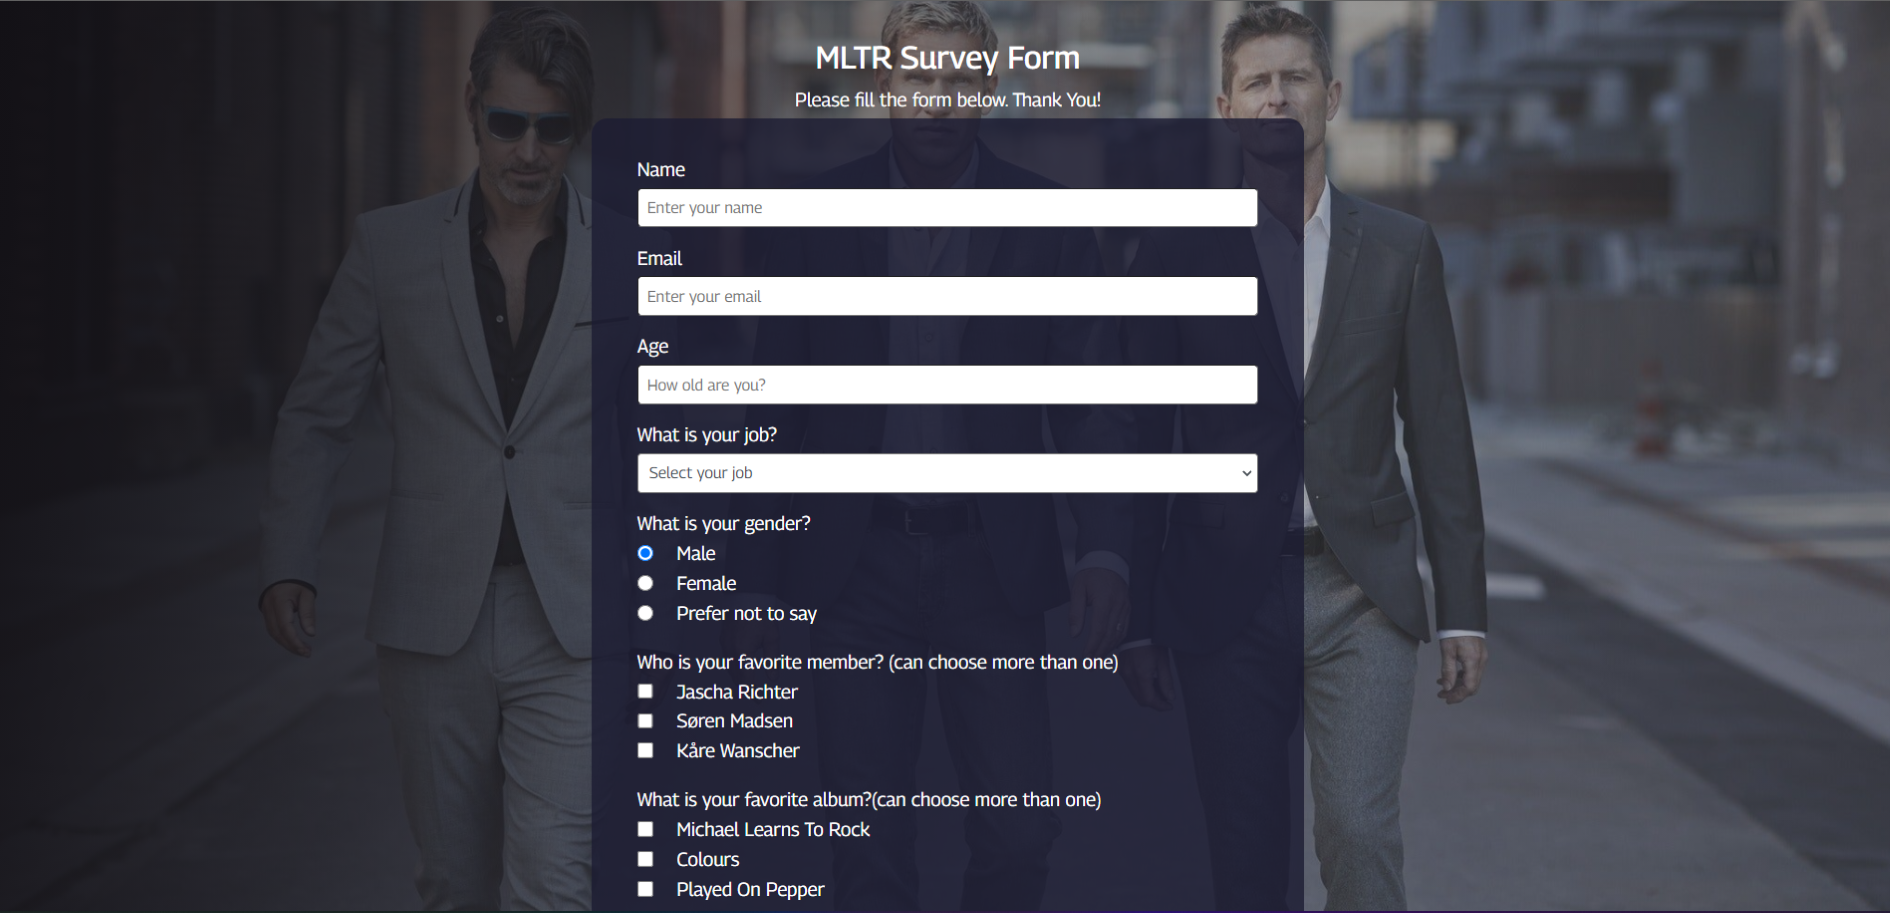 MLTR Survey Form
Please fill the form below. Thank You!
Name
Enter your name
Email
Enter your email
Age
How old are you?
What is your job?
Select your job
What is your gender?
Male
Female
Prefer not to say
Who is your favorite member? (can choose more than one)
Jascha Richter
Søren Madsen
Kåre Wanscher
What is your favorite album?(can choose more than one)
Michael Learns To Rock
Colours
Played On Pepper